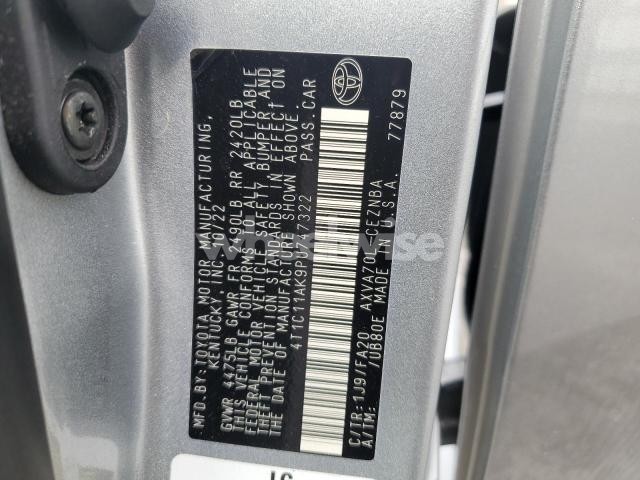 MFD.BY:TOYOTA MOTOR MANUFACTURING,
KENTUCKY, INC. 10/22
GVWR 4475LB GAWR FR 2490LB RR 2420LB
THIS VEHICLE CONFORMS TO ALL APPLICABLE
FEDERAL MOTOR VEHICLE SAFETY, BUMPER, AND
THEFT PREVENTION STANDARDS IN EFFECT ON
THE DATE OF MANUFACTURE SHOWN ABOVE.
4T1C11AK9PU747322 PASS.CAR
C/TR:1J9/FA20 AXVA70L-CEZNBA
A/TM: /UB80E MADE IN U.S.A. 77879
wheelwise